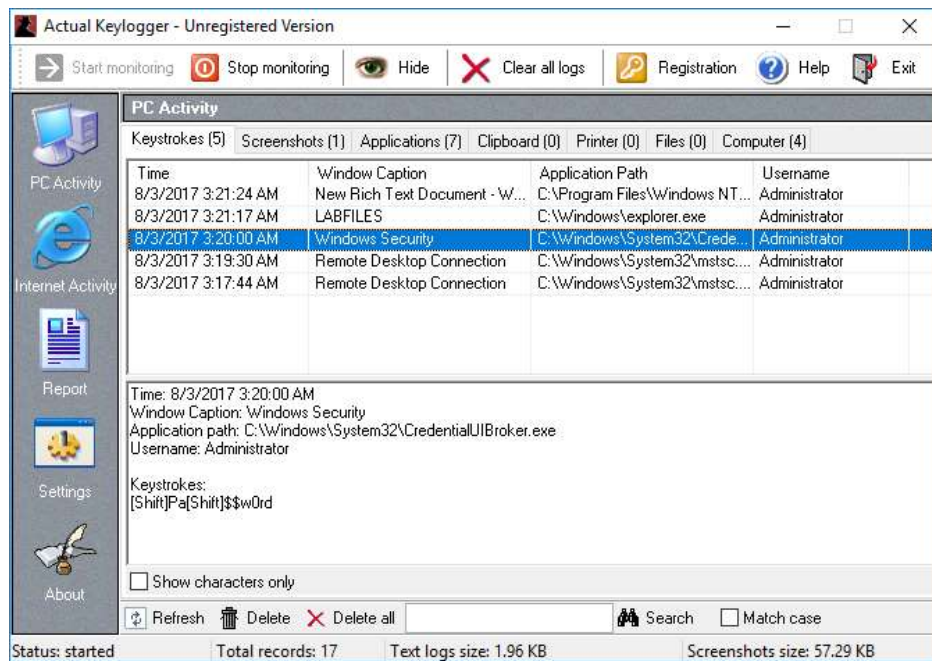 Actual Keylogger - Unregistered Version
Start monitoring Stop monitoring Hide Clear all logs Registration Help Exit
PC Activity
Keystrokes (5) Screenshots (1) Applications (7) Clipboard (0) Printer (0) Files (0) Computer (4)
Time Window Caption Application Path Username
8/3/2017 3:21:24 AM New Rich Text Document - W... C:\Program Files\Windows NT... Administrator
8/3/2017 3:21:17 AM LABFILES C:\Windows\explorer.exe Administrator
8/3/2017 3:20:00 AM Windows Security C:\Windows\System32\Crede... Administrator
8/3/2017 3:19:30 AM Remote Desktop Connection C:\Windows\System32\mstsc.... Administrator
8/3/2017 3:17:44 AM Remote Desktop Connection C:\Windows\System32\mstsc.... Administrator
PC Activity
Internet Activity
Report
Settings
About
Time: 8/3/2017 3:20:00 AM
Window Caption: Windows Security
Application path: C:\Windows\System32\CredentialUIBroker.exe
Username: Administrator
Keystrokes:
[Shift]Pa[Shift]$$w0rd
Show characters only
Refresh Delete Delete all Search Match case
Status: started Total records: 17 Text logs size: 1.96 KB Screenshots size: 57.29 KB